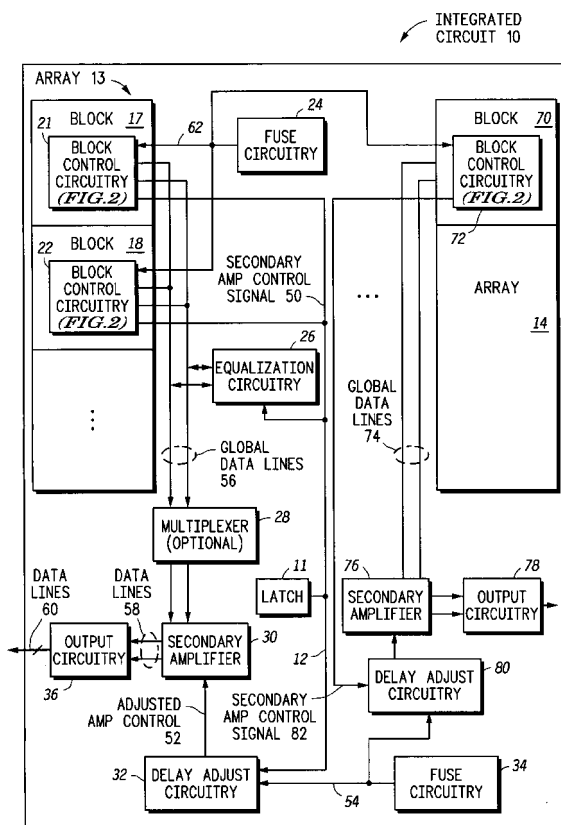 INTEGRATED
CIRCUIT 10
ARRAY 13
BLOCK 17
21
BLOCK
CONTROL
CIRCUITRY
(FIG.2)
62
24
FUSE
CIRCUITRY
BLOCK 70
BLOCK
CONTROL
CIRCUITRY
(FIG.2)
72
BLOCK 18
22
BLOCK
CONTROL
CIRCUITRY
(FIG.2)
SECONDARY
AMP CONTROL
SIGNAL 50
...
ARRAY
14
26
EQUALIZATION
CIRCUITRY
⋮
GLOBAL
DATA LINES
56
GLOBAL
DATA LINES
74
28
MULTIPLEXER
(OPTIONAL)
DATA
LINES
60
DATA
LINES
58
11
LATCH
76
SECONDARY
AMPLIFIER
78
OUTPUT
CIRCUITRY
OUTPUT
CIRCUITRY
36
30
SECONDARY
AMPLIFIER
12
80
DELAY ADJUST
CIRCUITRY
ADJUSTED
AMP CONTROL
52
SECONDARY
AMP CONTROL
SIGNAL 82
32
DELAY ADJUST
CIRCUITRY
54
34
FUSE
CIRCUITRY